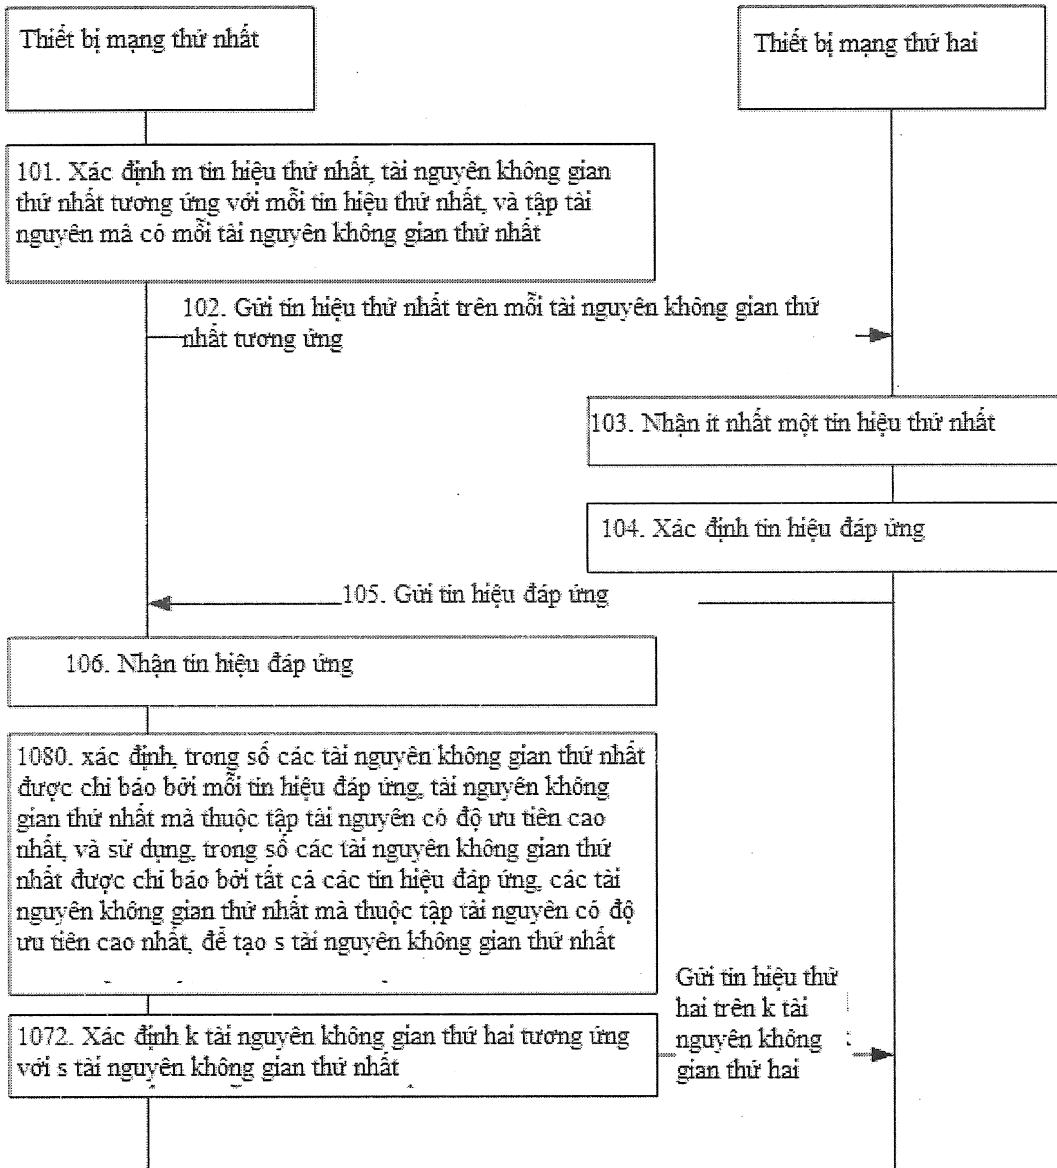 Thiết bị mạng thứ nhất
Thiết bị mạng thứ hai
101. Xác định m tín hiệu thứ nhất, tài nguyên không gian
thứ nhất tương ứng với mỗi tín hiệu thứ nhất, và tập tài
nguyên mà có mỗi tài nguyên không gian thứ nhất
102. Gửi tín hiệu thứ nhất trên mỗi tài nguyên không gian thứ
nhất tương ứng
103. Nhận ít nhất một tín hiệu thứ nhất
104. Xác định tín hiệu đáp ứng
105. Gửi tín hiệu đáp ứng
106. Nhận tín hiệu đáp ứng
1080. xác định, trong số các tài nguyên không gian thứ nhất
được chỉ báo bởi mỗi tín hiệu đáp ứng, tài nguyên không
gian thứ nhất mà thuộc tập tài nguyên có độ ưu tiên cao
nhất, và sử dụng, trong số các tài nguyên không gian thứ
nhất được chỉ báo bởi tất cả các tín hiệu đáp ứng, các tài
nguyên không gian thứ nhất mà thuộc tập tài nguyên có độ
ưu tiên cao nhất, để tạo s tài nguyên không gian thứ nhất
Gửi tín hiệu thứ
hai trên k tài
nguyên không
gian thứ hai
1072. Xác định k tài nguyên không gian thứ hai tương ứng
với s tài nguyên không gian thứ nhất